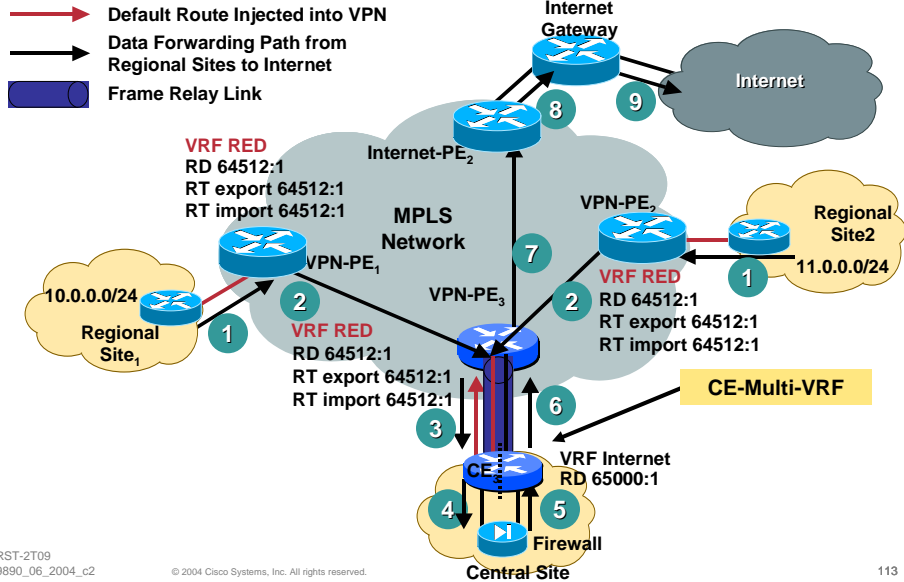 Default Route Injected into VPN
Data Forwarding Path from
Regional Sites to Internet
Frame Relay Link
Internet
Gateway
8
9
Internet
Internet-PE2
VRF RED
RD 64512:1
RT export 64512:1
RT import 64512:1
MPLS
Network
VPN-PE2
Regional
Site2
11.0.0.0/24
1
VPN-PE1
7
2
VRF RED
RD 64512:1
RT export 64512:1
RT import 64512:1
10.0.0.0/24
Regional
Site1
1
2
VPN-PE3
VRF RED
RD 64512:1
RT export 64512:1
RT import 64512:1
3
6
CE-Multi-VRF
VRF Internet
RD 65000:1
4
5
Firewall
Central Site
RST-2T09
9890_06_2004_c2
© 2004 Cisco Systems, Inc. All rights reserved.
113